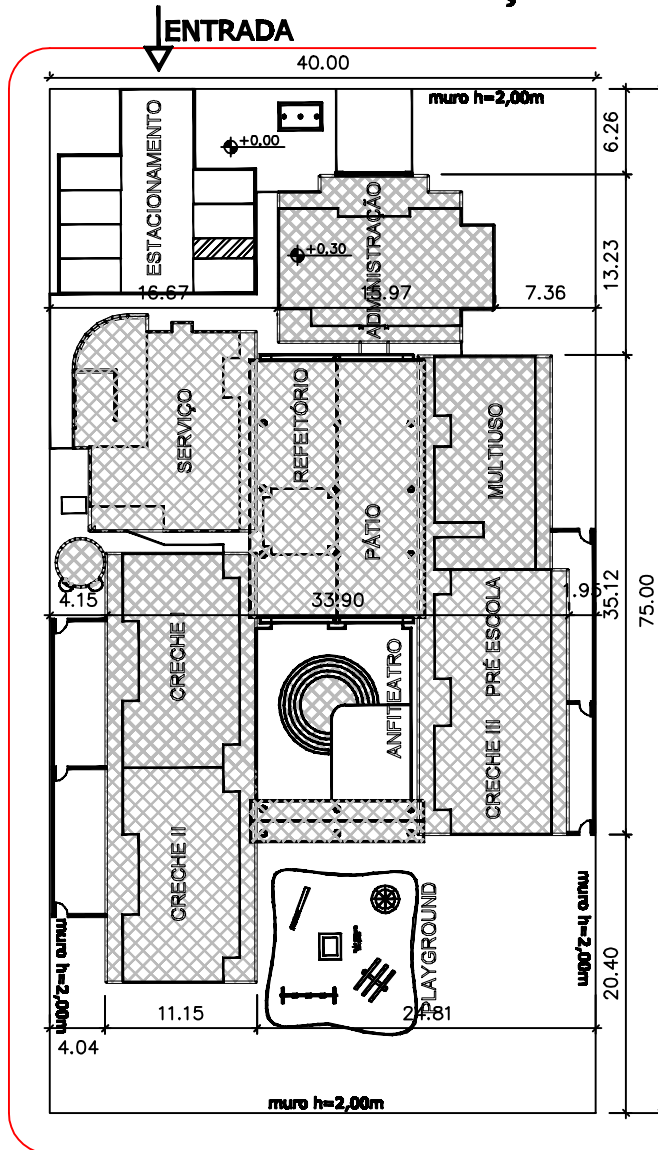 ENTRADA
40.00
muro h=2,00m
6.26
ESTACIONAMENTO
+0,00
+0,30
ADMINISTRAÇÃO
13.23
16.67
7.36
REFEITÓRIO
SERVIÇO
MULTIUSO
PÁTIO
4.15
33.90
1.95
35.12
75.00
CRECHE I
ANFITEATRO
CRECHE III
PRÉ ESCOLA
CRECHE II
PLAYGROUND
muro h=2,00m
muro h=2,00m
20.40
11.15
24.81
4.04
muro h=2,00m